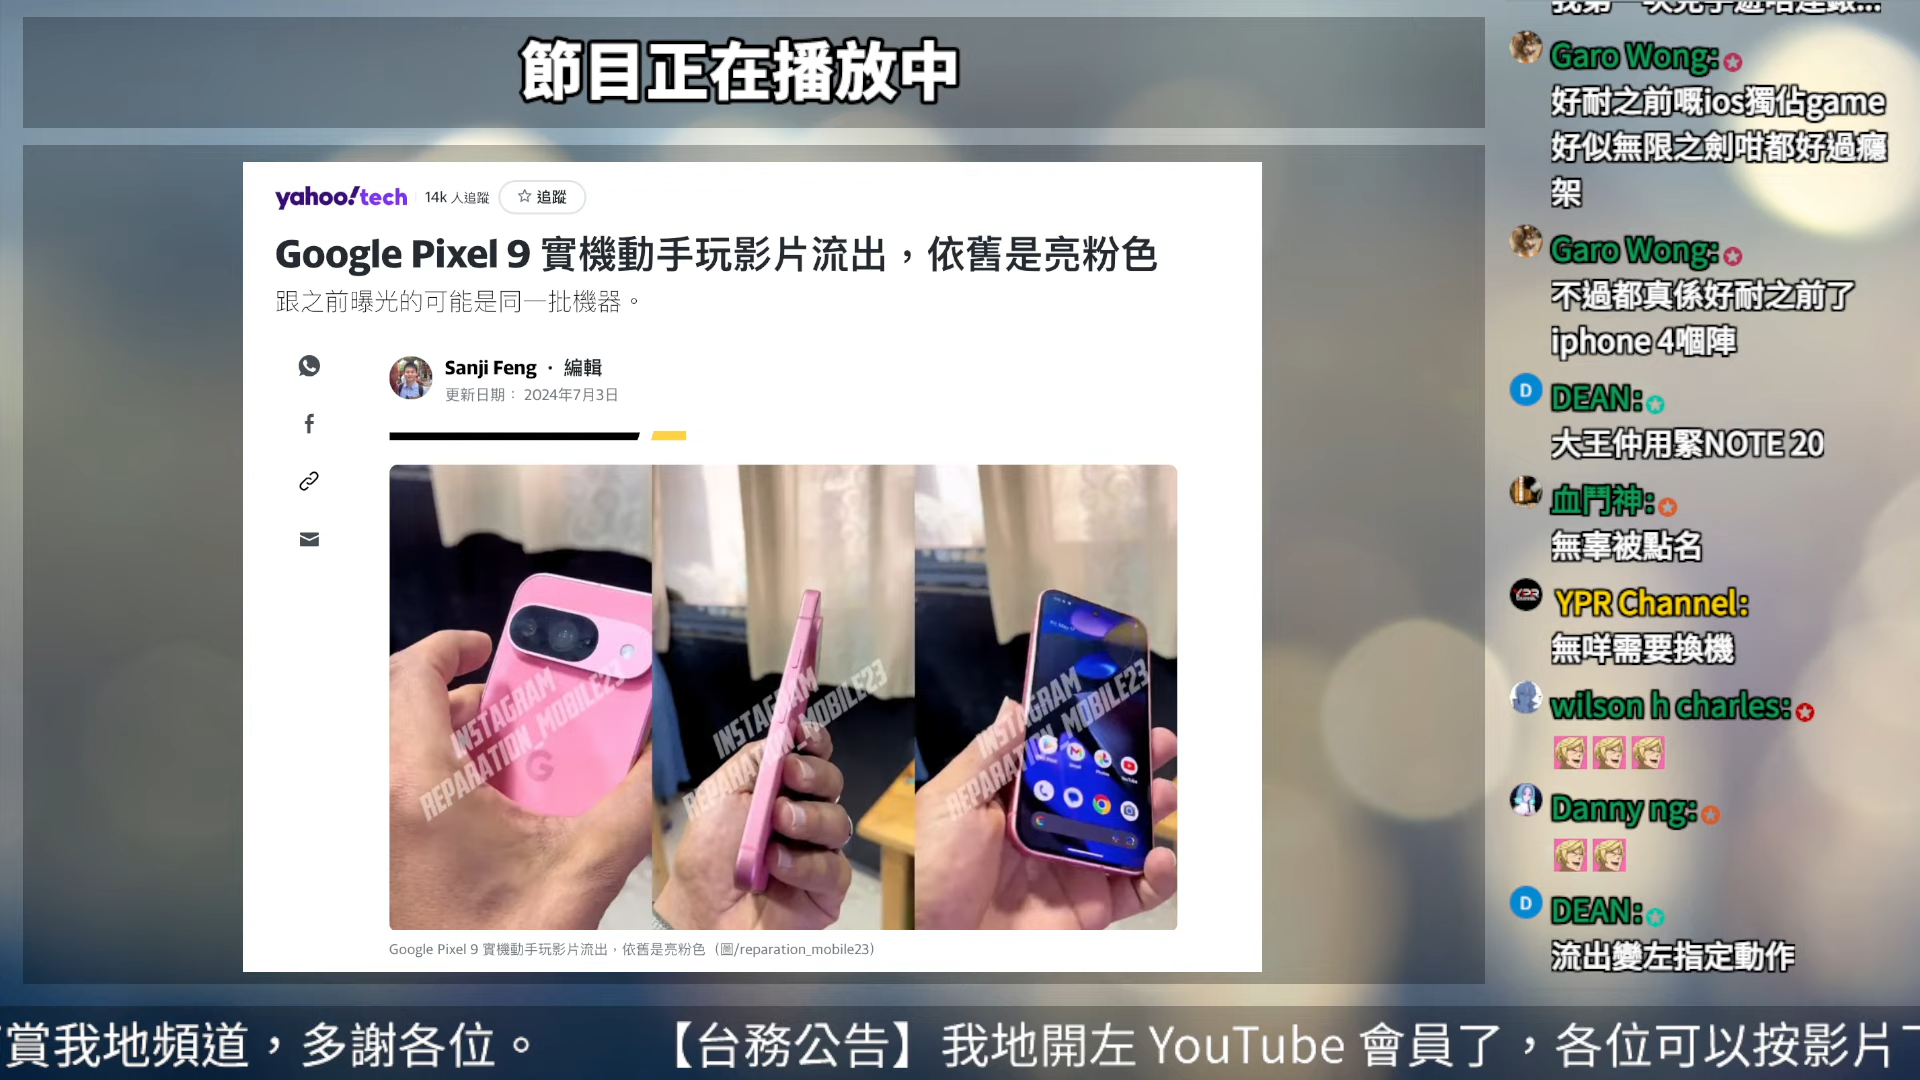 節目正在播放中
yahoo!tech 14k 人追蹤 ☆ 追蹤
Google Pixel 9 實機動手玩影片流出，依舊是亮粉色
跟之前曝光的可能是同一批機器。
Sanji Feng · 編輯
更新日期： 2024年7月3日
INSTAGRAM
REPARATION_MOBILE23
INSTAGRAM
REPARATION_MOBILE23
INSTAGRAM
REPARATION_MOBILE23
Google Pixel 9 實機動手玩影片流出，依舊是亮粉色（圖/reparation_mobile23）
Garo Wong:
好耐之前嘅ios獨佔game
好似無限之劍咁都好過癮
架
Garo Wong:
不過都真係好耐之前了
iphone 4嗰陣
D DEAN:
大王仲用緊NOTE 20
血鬥神:
無辜被點名
YPR Channel:
無咩需要換機
wilson h charles:
Danny ng:
D DEAN:
流出變左指定動作
賞我地頻道，多謝各位。 【台務公告】我地開左 YouTube 會員了，各位可以按影片